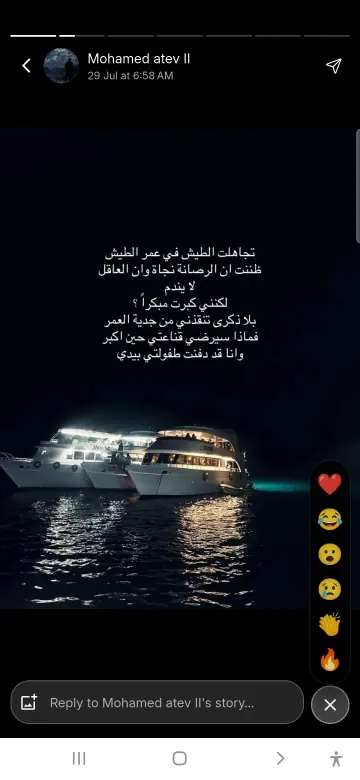 Mohamed atev II
29 Jul at 6:58 AM
تجاهلت الطيش في عمر الطيش
ظننت ان الرصانة نجاة وان العاقل
لا يندم
لكنني كبرت مبكراً ؟
بلا ذكرى تنقذني من جدية العمر
فماذا سيرضي قناعتي حين اكبر
وانا قد دفنت طفولتي بيدي
Reply to Mohamed atev II's story...